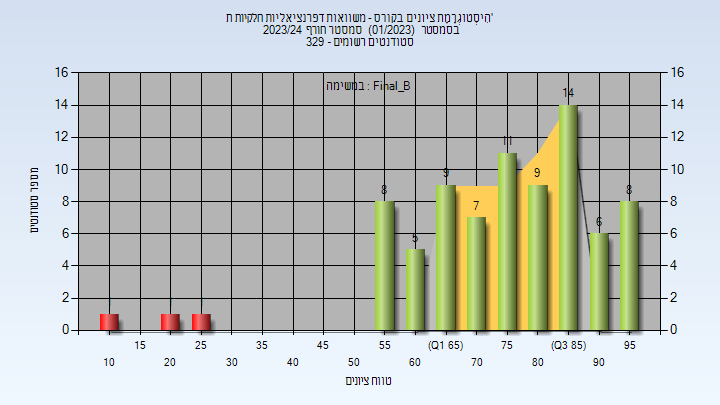 הִיסְטוֹגְרָמַת ציונים בקורס - משוואות דפרנציאליות חלקיות ת'
בסמסטר (01/2023) סמסטר חורף 2023/24
סטודנטים רשומים - 329
במשימה : Final_B
16 16
14 14
12 12
10 10
8 8
6 6
4 4
2 2
0 0
8 5 9 7 11 9 14 6 8
מספר סטודנטים
15 25 35 45 55 (Q1 65) 75 (Q3 85) 95
10 20 30 40 50 60 70 80 90
טווח ציונים